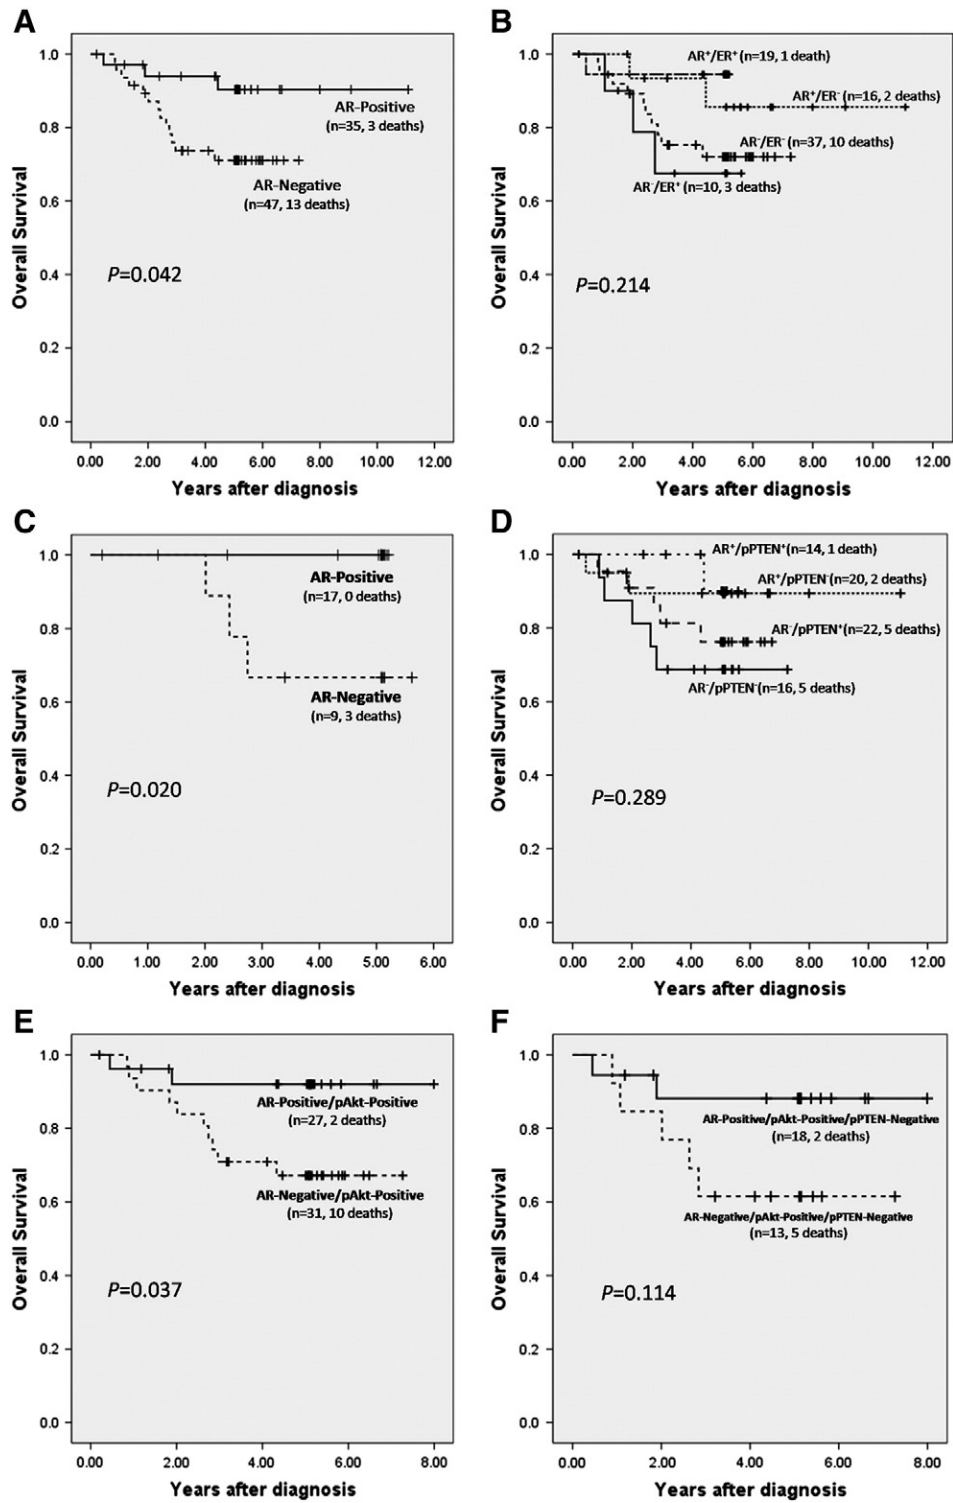 A
1.0
0.8
0.6
0.4
0.2
0.0
Overall Survival
AR-Positive
(n=35, 3 deaths)
AR-Negative
(n=47, 13 deaths)
P=0.042
0.00 2.00 4.00 6.00 8.00 10.00 12.00
Years after diagnosis
B
1.0
0.8
0.6
0.4
0.2
0.0
Overall Survival
AR⁺/ER⁺ (n=19, 1 death)
AR⁺/ER⁻ (n=16, 2 deaths)
AR⁻/ER⁻ (n=37, 10 deaths)
AR⁻/ER⁺ (n=10, 3 deaths)
P=0.214
0.00 2.00 4.00 6.00 8.00 10.00 12.00
Years after diagnosis
C
1.0
0.8
0.6
0.4
0.2
0.0
Overall Survival
AR-Positive
(n=17, 0 deaths)
AR-Negative
(n=9, 3 deaths)
P=0.020
0.00 1.00 2.00 3.00 4.00 5.00 6.00
Years after diagnosis
D
1.0
0.8
0.6
0.4
0.2
0.0
Overall Survival
AR⁺/pPTEN⁺(n=14, 1 death)
AR⁺/pPTEN⁻(n=20, 2 deaths)
AR⁻/pPTEN⁺(n=22, 5 deaths)
AR⁻/pPTEN⁻(n=16, 5 deaths)
P=0.289
0.00 2.00 4.00 6.00 8.00 10.00 12.00
Years after diagnosis
E
1.0
0.8
0.6
0.4
0.2
0.0
Overall Survival
AR-Positive/pAkt-Positive
(n=27, 2 deaths)
AR-Negative/pAkt-Positive
(n=31, 10 deaths)
P=0.037
0.00 2.00 4.00 6.00 8.00
Years after diagnosis
F
1.0
0.8
0.6
0.4
0.2
0.0
Overall Survival
AR-Positive/pAkt-Positive/pPTEN-Negative
(n=18, 2 deaths)
AR-Negative/pAkt-Positive/pPTEN-Negative
(n=13, 5 deaths)
P=0.114
0.00 2.00 4.00 6.00 8.00
Years after diagnosis